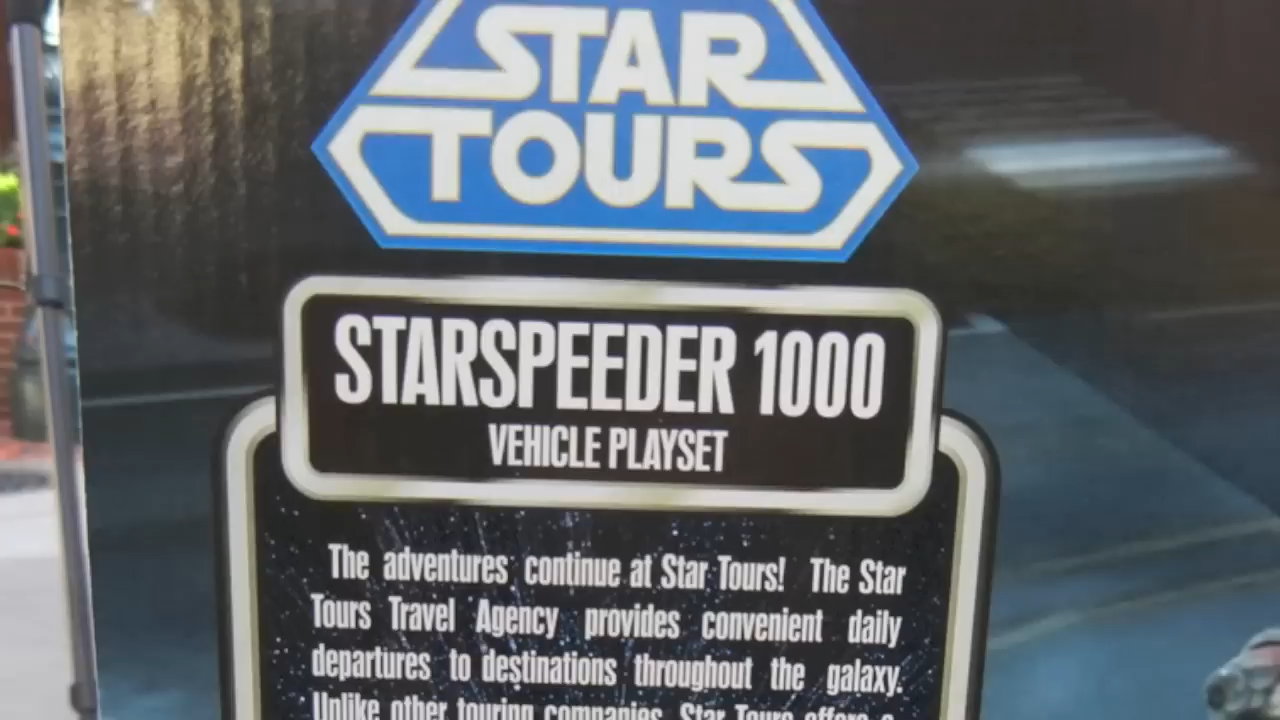 STAR
TOURS
STARSPEEDER 1000
VEHICLE PLAYSET
The adventures continue at Star Tours! The Star
Tours Travel Agency provides convenient daily
departures to destinations throughout the galaxy.
Unlike other touring companies, Star Tours offers a